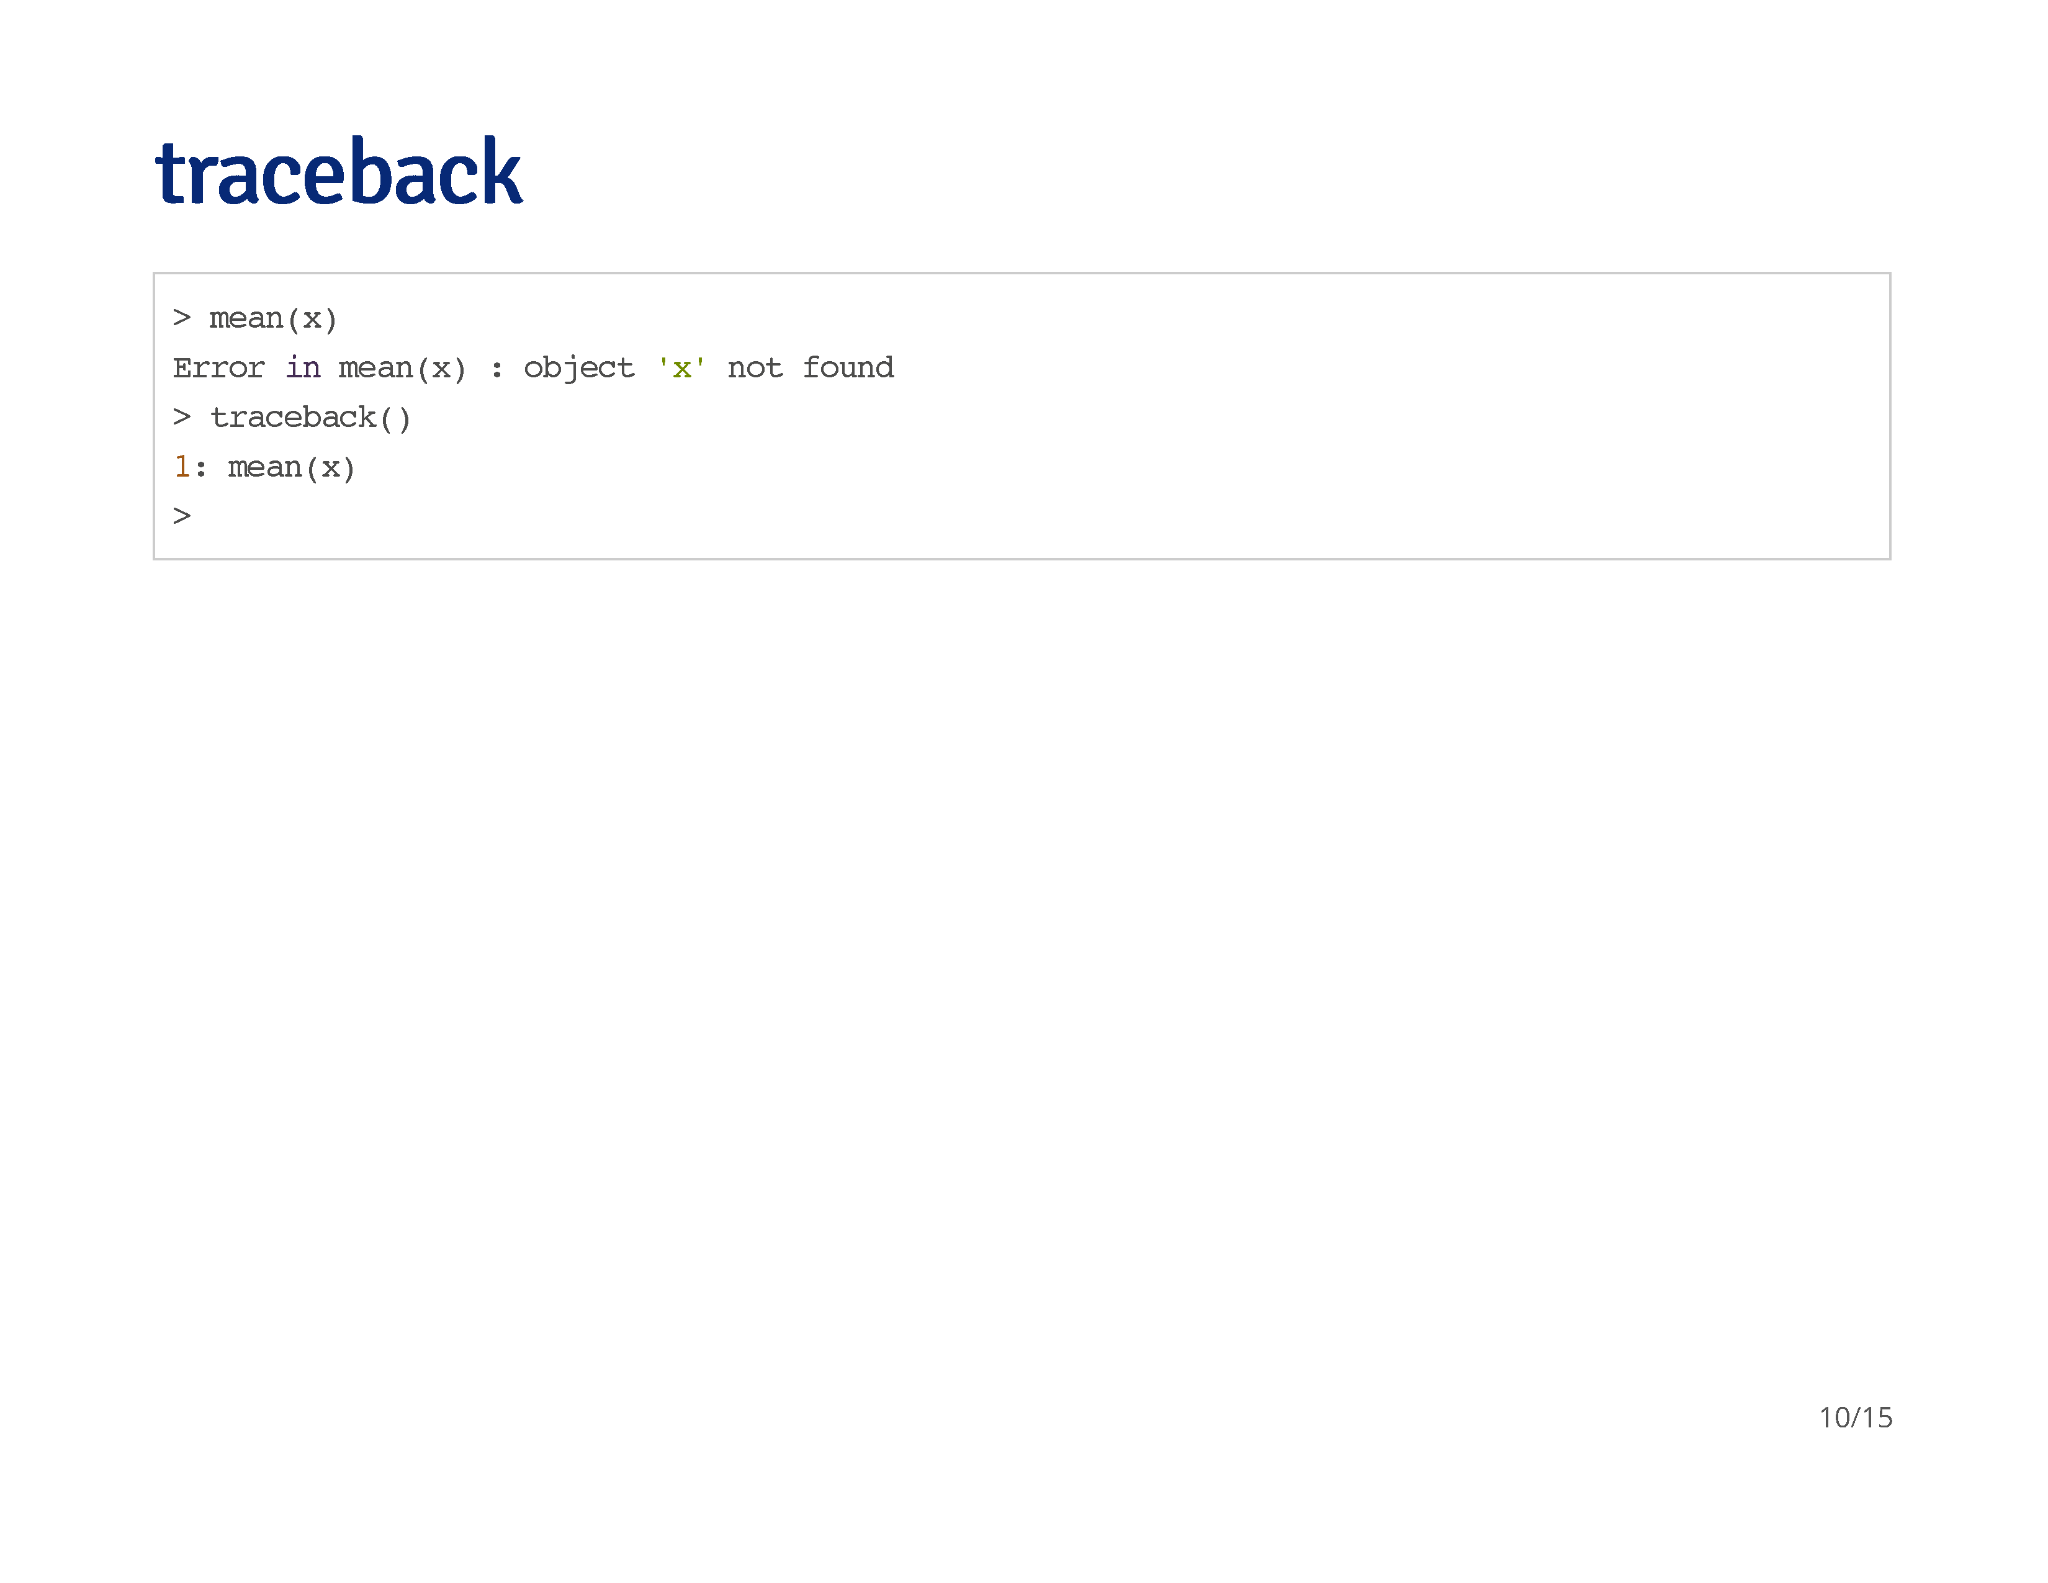 traceback
> mean(x)
Error in mean(x) : object 'x' not found
> traceback()
1: mean(x)
>
10/15